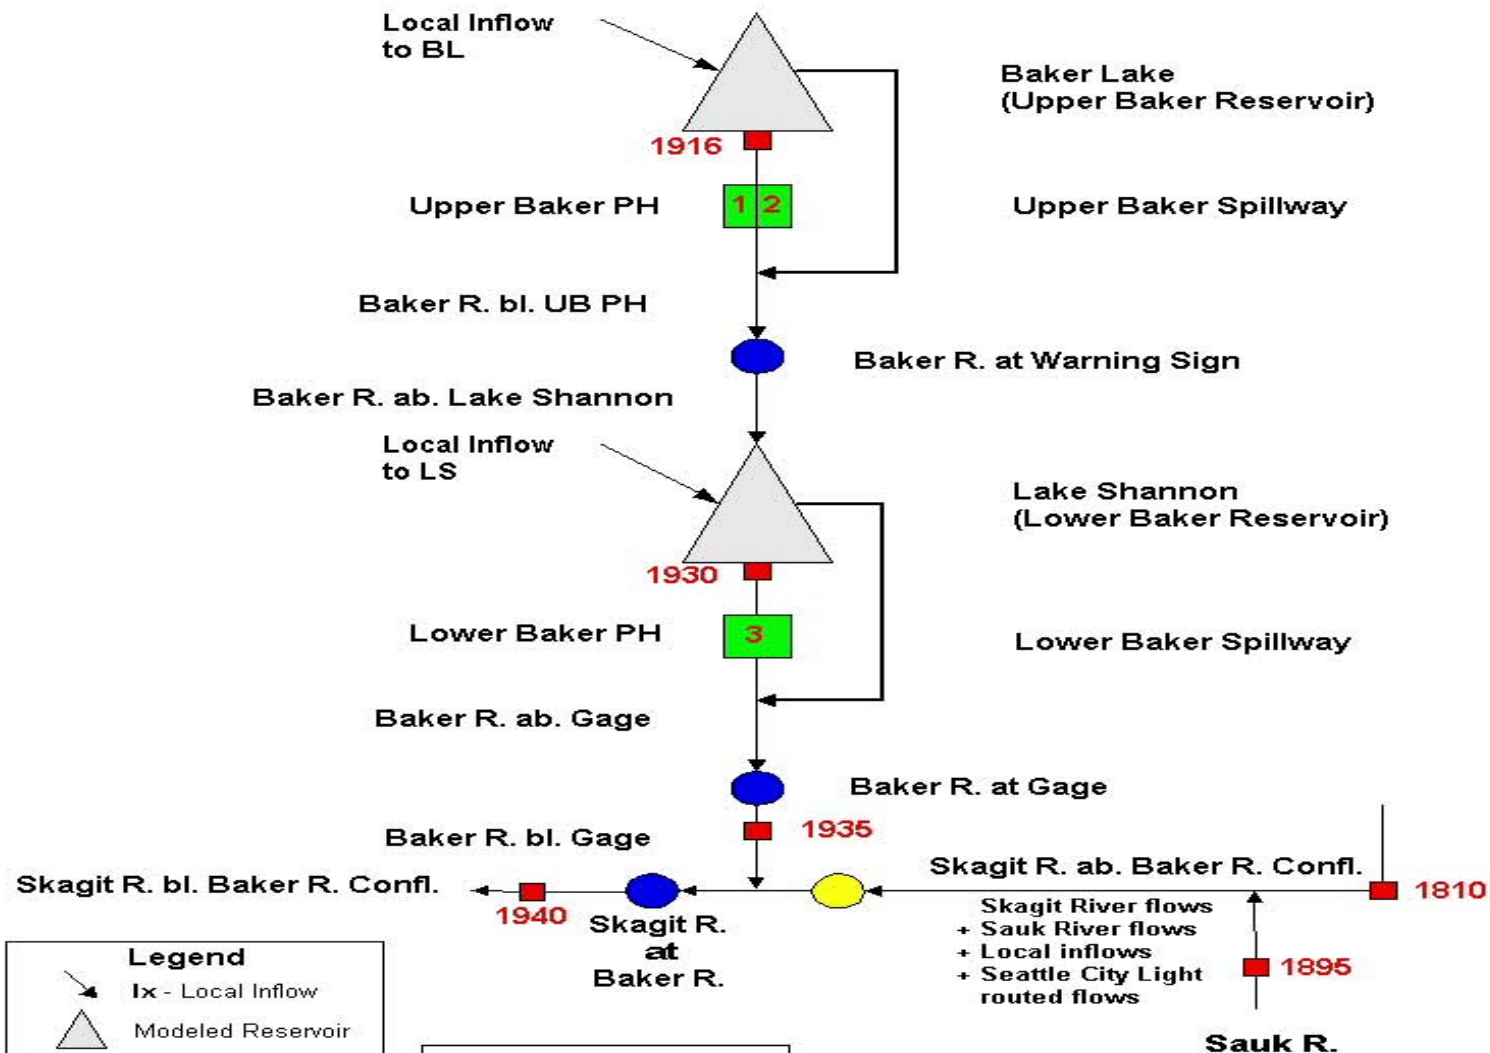 Local Inflow
to BL
Baker Lake
(Upper Baker Reservoir)
1916
Upper Baker PH
1 2
Upper Baker Spillway
Baker R. bl. UB PH
Baker R. at Warning Sign
Baker R. ab. Lake Shannon
Local Inflow
to LS
Lake Shannon
(Lower Baker Reservoir)
1930
Lower Baker PH
3
Lower Baker Spillway
Baker R. ab. Gage
Baker R. at Gage
Baker R. bl. Gage
1935
Skagit R. ab. Baker R. Confl.
Skagit R. bl. Baker R. Confl.
1810
1940
Skagit R.
at
Baker R.
Skagit River flows
+ Sauk River flows
+ Local inflows
+ Seattle City Light
routed flows
1895
Sauk R.
Legend
Ix - Local Inflow
Modeled Reservoir